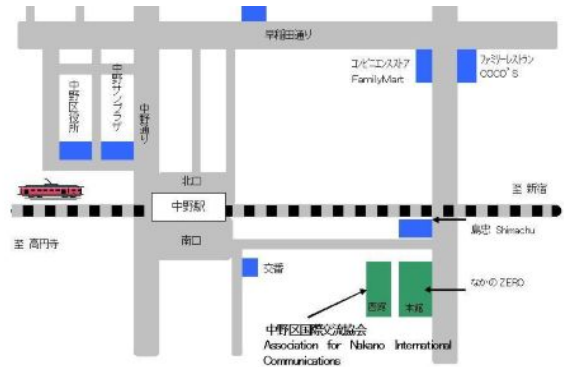 早稲田通り
コンビニエンスストア
FamilyMart
ファミリーレストラン
COCO'S
中野区役所
中野サンプラザ
中野通り
北口
中野駅
南口
至 新宿
至 高円寺
島忠 Shimachu
交番
なかのZERO
西館
本館
中野区国際交流協会
Association for Nakano International
Communications